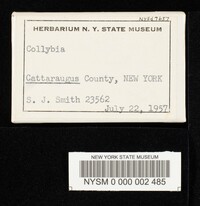 HERBARIUM N. Y. STATE MUSEUM
Collybia
Cattaraugus County, NEW YORK
S. J. Smith 23562
July 22, 1957
NEW YORK STATE MUSEUM
NYSM 0 000 002 485